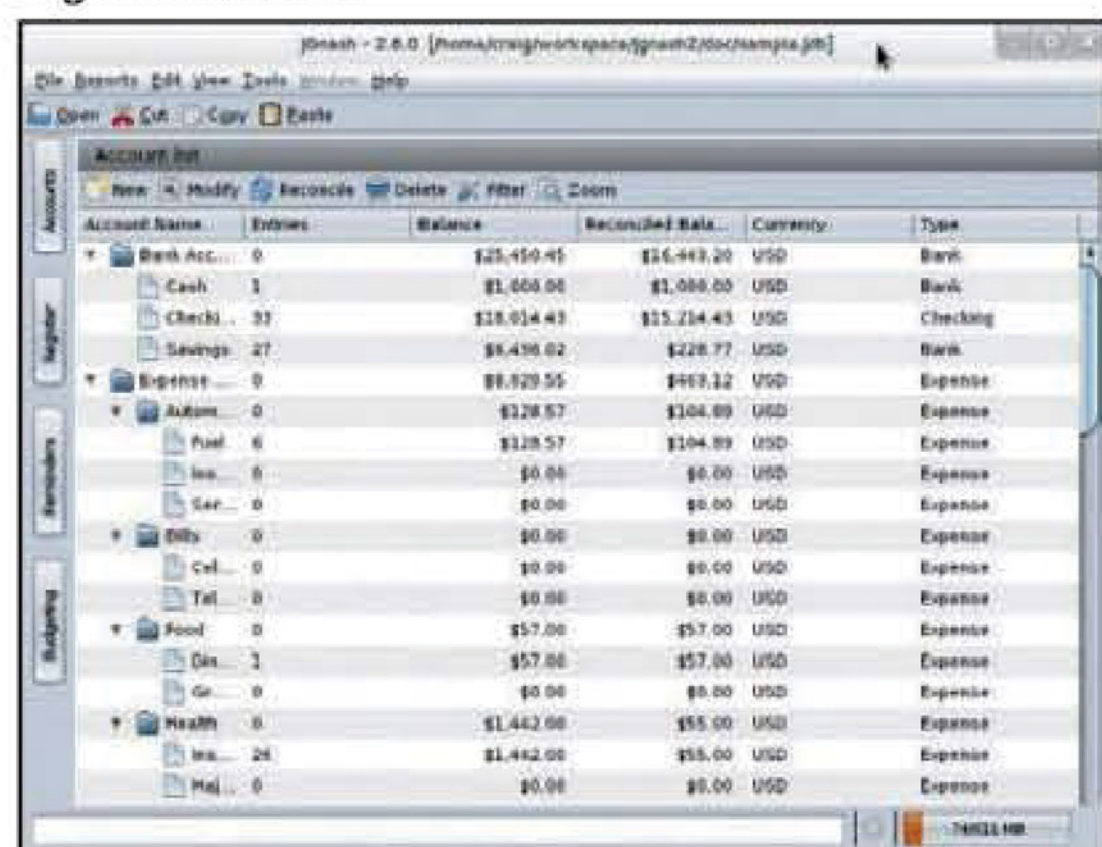 jGnash - 2.6.0 [/home/craig/workspace/jgnash2/doc/sample.jdb]
File Reports Edit View Tools Window Help
Open Cut Copy Paste
Account list
New Modify Reconcile Delete Filter Zoom
Account Name Entries Balance Reconciled Bala... Currency Type
Bank Acc... 0 $25,450.45 $16,443.20 USD Bank
Cash 1 $1,000.00 $1,000.00 USD Bank
Checki... 33 $18,014.43 $15,214.43 USD Checking
Savings 27 $6,436.02 $228.77 USD Bank
Expense ... 0 $463.12 USD Expense
Autom... 0 $128.57 $104.89 USD Expense
Fuel 6 $128.57 $104.89 USD Expense
Ins... 0 $0.00 $0.00 USD Expense
Ser... 0 $0.00 $0.00 USD Expense
Bills 0 $0.00 $0.00 USD Expense
Cel... 0 $0.00 $0.00 USD Expense
Tel... 0 $0.00 $0.00 USD Expense
Food 0 $57.00 $57.00 USD Expense
Din... 1 $57.00 $57.00 USD Expense
Gr... 0 $0.00 $0.00 USD Expense
Health 0 $1,442.00 $55.00 USD Expense
Ins... 26 $1,442.00 $55.00 USD Expense
Maj... 0 $0.00 $0.00 USD Expense
Accounts
Register
Reminders
Budgeting